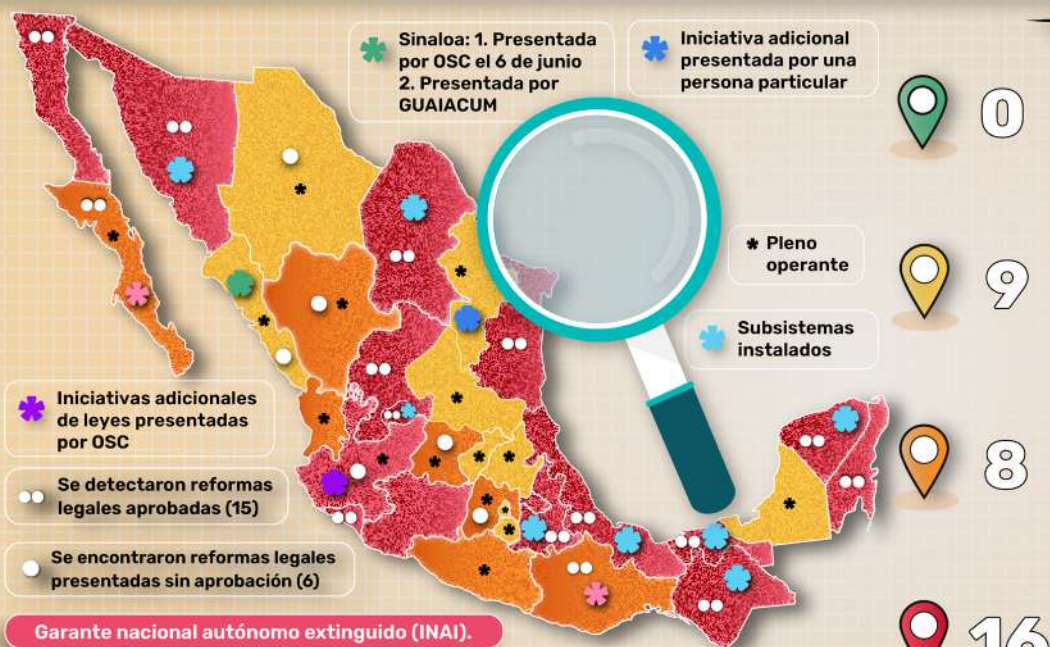 Sinaloa: 1. Presentada
por OSC el 6 de junio
2. Presentada por
GUAIACUM
Iniciativa adicional
presentada por una
persona particular
0
* Pleno
operante
9
Subsistemas
instalados
Iniciativas adicionales
de leyes presentadas
por OSC
8
Se detectaron reformas
legales aprobadas (15)
Se encontraron reformas legales
presentadas sin aprobación (6)
Garante nacional autónomo extinguido (INAI).
16